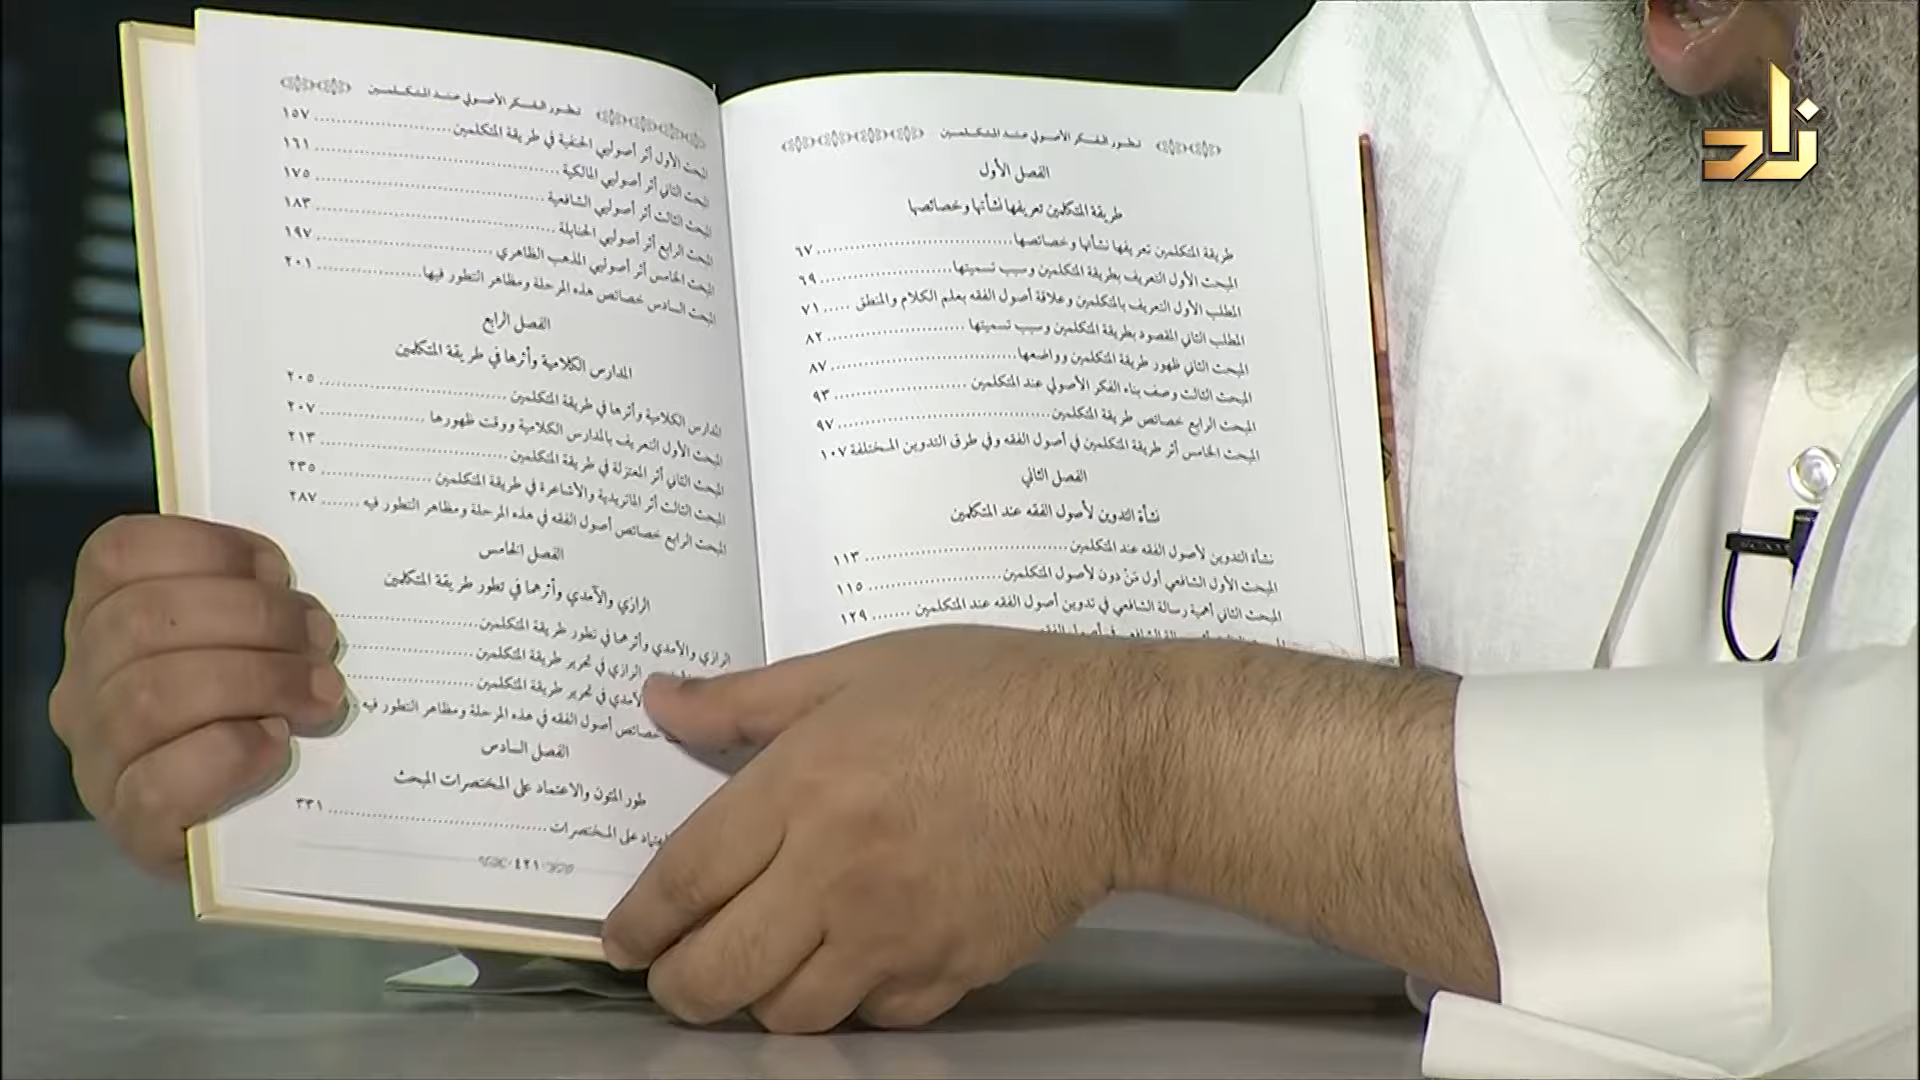 تطور الفكر الأصولي عند المتكلمين
الفصل الأول
طريقة المتكلمين تعريفها نشأتها وخصائصها
طريقة المتكلمين تعريفها نشأتها وخصائصها ٦٧
المبحث الأول التعريف بطريقة المتكلمين وسبب تسميتها ٦٩
المطلب الأول التعريف بالمتكلمين وعلاقة أصول الفقه بعلم الكلام والمنطق ٧١
المطلب الثاني المقصود بطريقة المتكلمين وسبب تسميتها ٨٢
المبحث الثاني ظهور طريقة المتكلمين وواضعها ٨٧
المبحث الثالث وصف بناء الفكر الأصولي عند المتكلمين ٩٣
المبحث الرابع خصائص طريقة المتكلمين ٩٧
المبحث الخامس أثر طريقة المتكلمين في أصول الفقه وفي طرق التدوين المختلفة ١٠٧
الفصل الثاني
نشأة التدوين لأصول الفقه عند المتكلمين
نشأة التدوين لأصول الفقه عند المتكلمين ١١٣
المبحث الأول الشافعي أول مَنْ دون لأصول المتكلمين ١١٥
المبحث الثاني أهمية رسالة الشافعي في تدوين أصول الفقه عند المتكلمين ١٢٩
تطور الفكر الأصولي عند المتكلمين
المبحث الأول أثر أصوليي الحنفية في طريقة المتكلمين ١٥٧
المبحث الثاني أثر أصوليي المالكية ١٦١
المبحث الثالث أثر أصوليي الشافعية ١٧٥
المبحث الرابع أثر أصوليي الحنابلة ١٨٣
المبحث الخامس أثر أصوليي المذهب الظاهري ١٩٧
المبحث السادس خصائص هذه المرحلة ومظاهر التطور فيها ٢٠١
الفصل الرابع
المدارس الكلامية وأثرها في طريقة المتكلمين
المدارس الكلامية وأثرها في طريقة المتكلمين ٢٠٥
المبحث الأول التعريف بالمدارس الكلامية ووقت ظهورها ٢٠٧
المبحث الثاني أثر المعتزلة في طريقة المتكلمين ٢١٣
المبحث الثالث أثر الماتريدية والأشاعرة في طريقة المتكلمين ٢٣٥
المبحث الرابع خصائص أصول الفقه في هذه المرحلة ومظاهر التطور فيه ٢٨٧
الفصل الخامس
الرازي والآمدي وأثرهما في تطور طريقة المتكلمين
الرازي والآمدي وأثرهما في تطور طريقة المتكلمين
الرازي في تحرير طريقة المتكلمين
الآمدي في تحرير طريقة المتكلمين
خصائص أصول الفقه في هذه المرحلة ومظاهر التطور فيه
الفصل السادس
طور المتون والاعتماد على المختصرات المبحث
على المختصرات ٣٣١
٤٢١
زاد